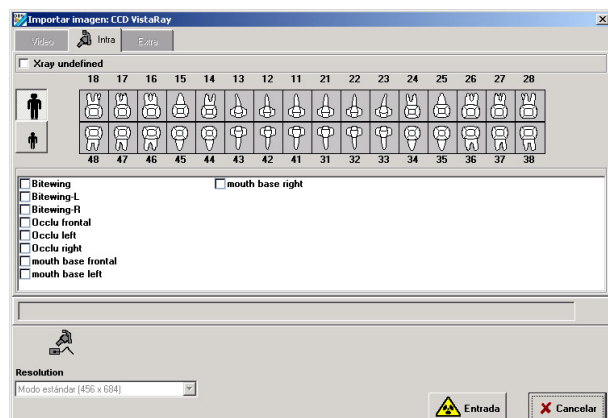 Importar imagen: CCD VistaRay
Video Intra Extra
Xray undefined
18 17 16 15 14 13 12 11 21 22 23 24 25 26 27 28
48 47 46 45 44 43 42 41 31 32 33 34 35 36 37 38
Bitewing mouth base right
Bitewing-L
Bitewing-R
Occlu frontal
Occlu left
Occlu right
mouth base frontal
mouth base left
Resolution
Modo estándar (456 x 684)
Entrada Cancelar